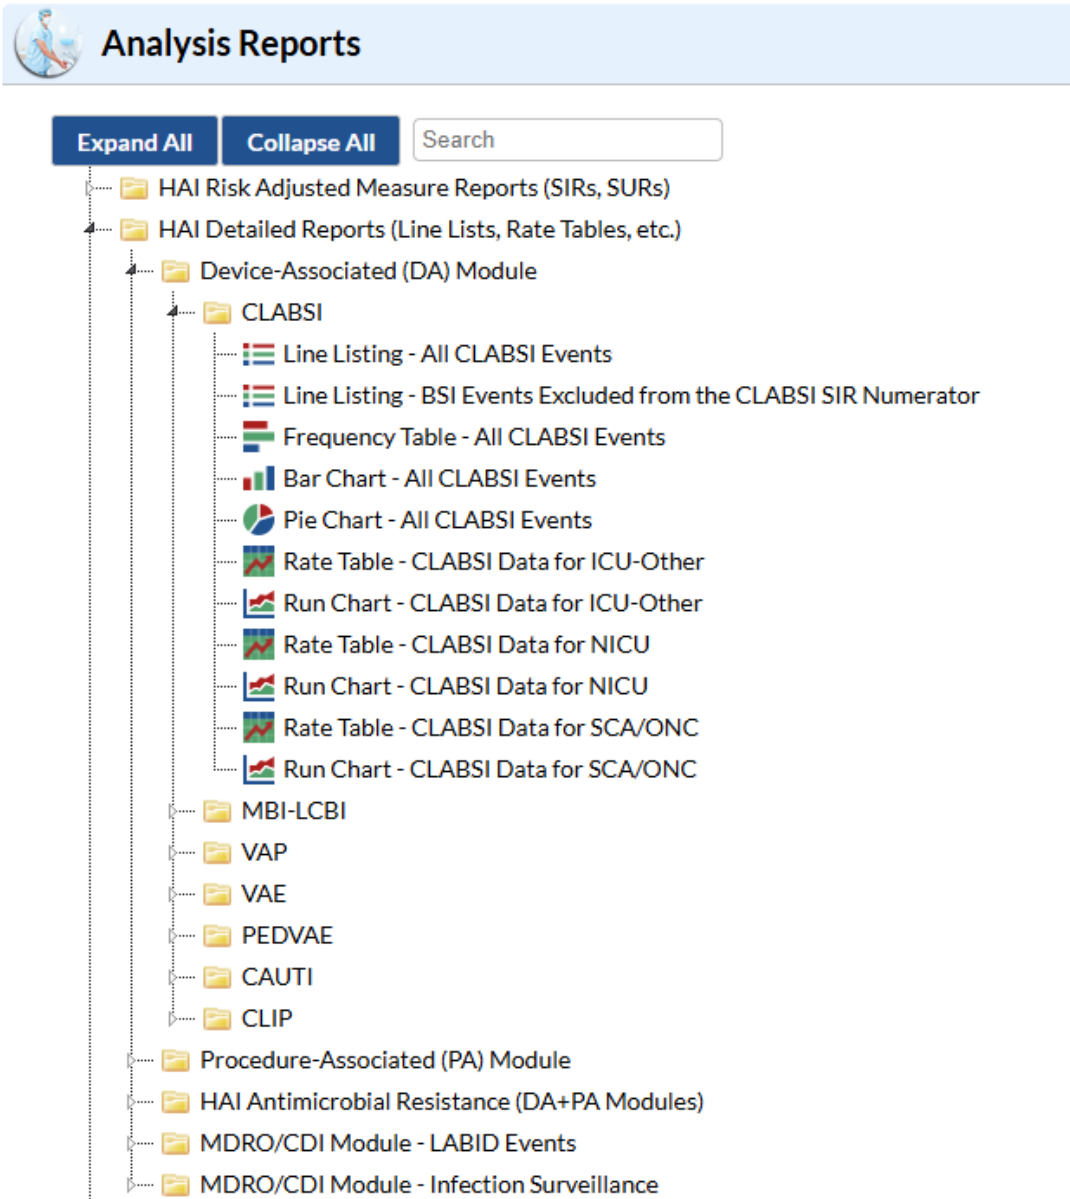 Analysis Reports
Expand All Collapse All Search
HAI Risk Adjusted Measure Reports (SIRs, SURs)
HAI Detailed Reports (Line Lists, Rate Tables, etc.)
Device-Associated (DA) Module
CLABSI
Line Listing - All CLABSI Events
Line Listing - BSI Events Excluded from the CLABSI SIR Numerator
Frequency Table - All CLABSI Events
Bar Chart - All CLABSI Events
Pie Chart - All CLABSI Events
Rate Table - CLABSI Data for ICU-Other
Run Chart - CLABSI Data for ICU-Other
Rate Table - CLABSI Data for NICU
Run Chart - CLABSI Data for NICU
Rate Table - CLABSI Data for SCA/ONC
Run Chart - CLABSI Data for SCA/ONC
MBI-LCBI
VAP
VAE
PEDVAE
CAUTI
CLIP
Procedure-Associated (PA) Module
HAI Antimicrobial Resistance (DA+PA Modules)
MDRO/CDI Module - LABID Events
MDRO/CDI Module - Infection Surveillance